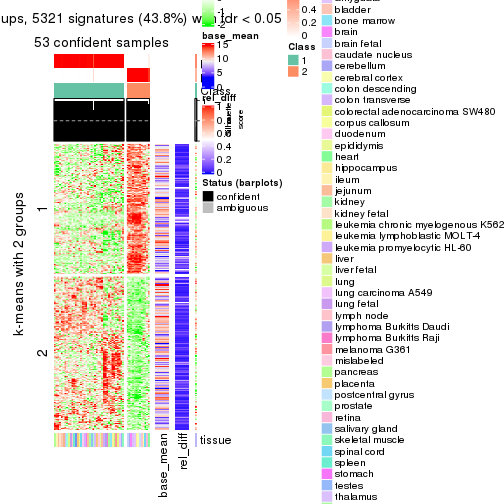 ups, 5321 signatures (43.8%) with fdr < 0.05
53 confident samples
k-means with 2 groups
1
2
base_mean
rel_diff
tissue
Class
Silhouette
score
0
-2
base_mean
15
10
5
0
rel_diff
1
0.4
0.2
0
Status (barplots)
confident
ambiguous
0.4
0.2
0
Class
1
2
bladder
bone marrow
brain
brain fetal
caudate nucleus
cerebellum
cerebral cortex
colon descending
colon transverse
colorectal adenocarcinoma SW480
corpus callosum
duodenum
epididymis
heart
hippocampus
ileum
jejunum
kidney
kidney fetal
leukemia chronic myelogenous K562
leukemia lymphoblastic MOLT-4
leukemia promyelocytic HL-60
liver
liver fetal
lung
lung carcinoma A549
lung fetal
lymph node
lymphoma Burkitts Daudi
lymphoma Burkitts Raji
melanoma G361
mislabeled
pancreas
placenta
postcentral gyrus
prostate
retina
salivary gland
skeletal muscle
spinal cord
spleen
stomach
testes
thalamus